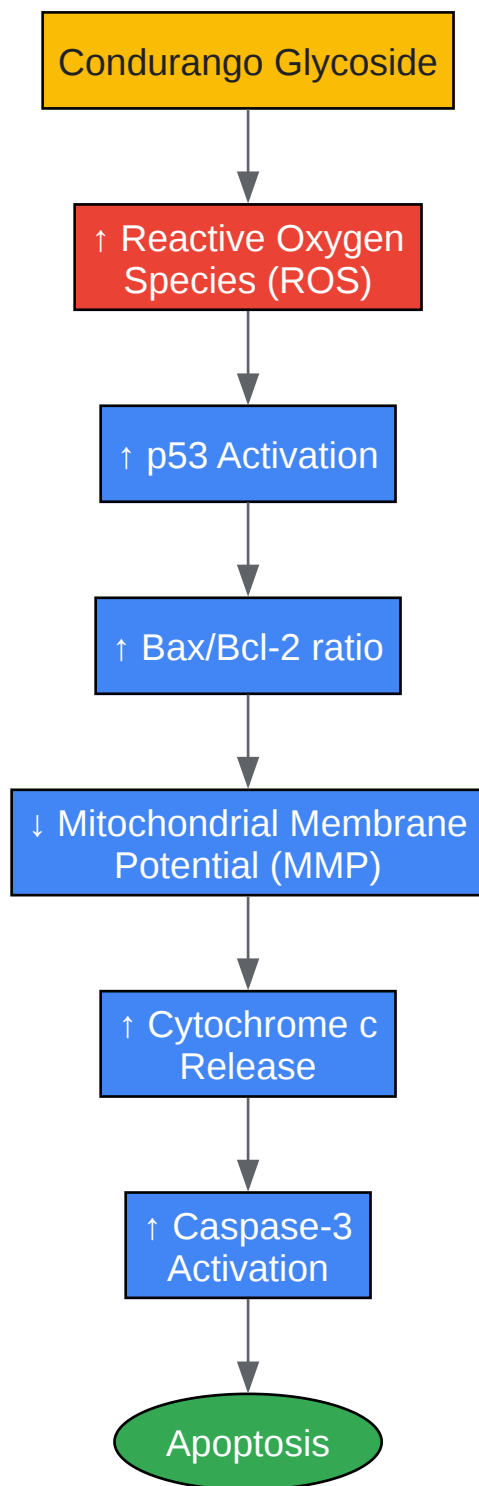 Condurango Glycoside
↑ Reactive Oxygen
Species (ROS)
↑ p53 Activation
↑ Bax/Bcl-2 ratio
↓ Mitochondrial Membrane
Potential (MMP)
↑ Cytochrome c
Release
↑ Caspase-3
Activation
Apoptosis